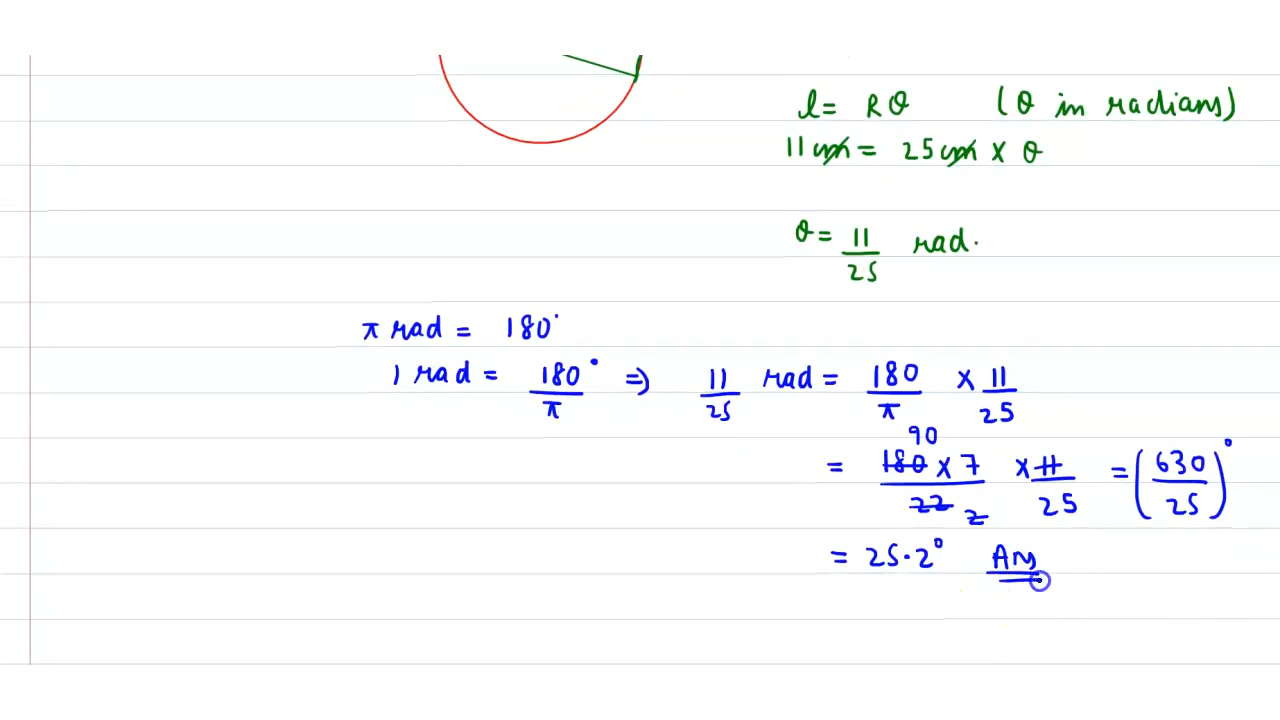 l = Rθ (θ in radians)
11 cm = 25 cm × θ
θ = 11/25 rad.
π rad = 180°
1 rad = 180°/π ⇒ 11/25 rad = 180/π × 11/25
90
= 180 × 7/22 × 11/25 = (630/25)°
2
= 25.2° Ans